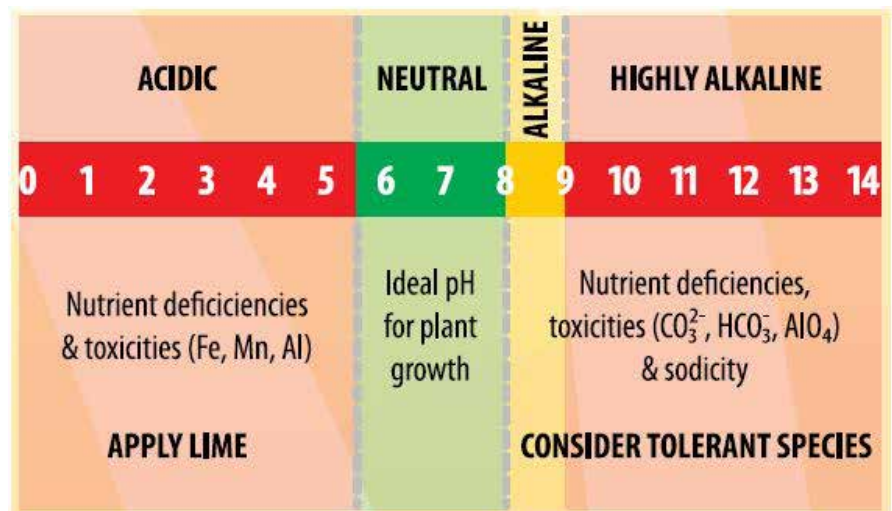 ACIDIC
NEUTRAL
ALKALINE
HIGHLY ALKALINE
0 1 2 3 4 5 6 7 8 9 10 11 12 13 14
Nutrient deficiciencies
& toxicities (Fe, Mn, Al)
APPLY LIME
Ideal pH
for plant
growth
Nutrient deficiencies,
toxicities (CO₃²⁻, HCO₃⁻, AlO₄)
& sodicity
CONSIDER TOLERANT SPECIES